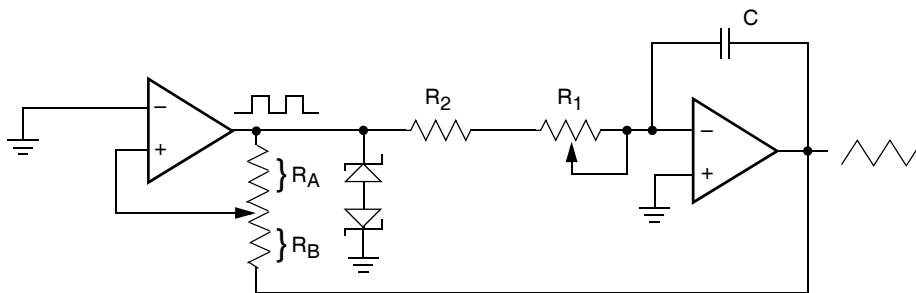 C
R2
R1
–
+
–
+
} RA
} RB